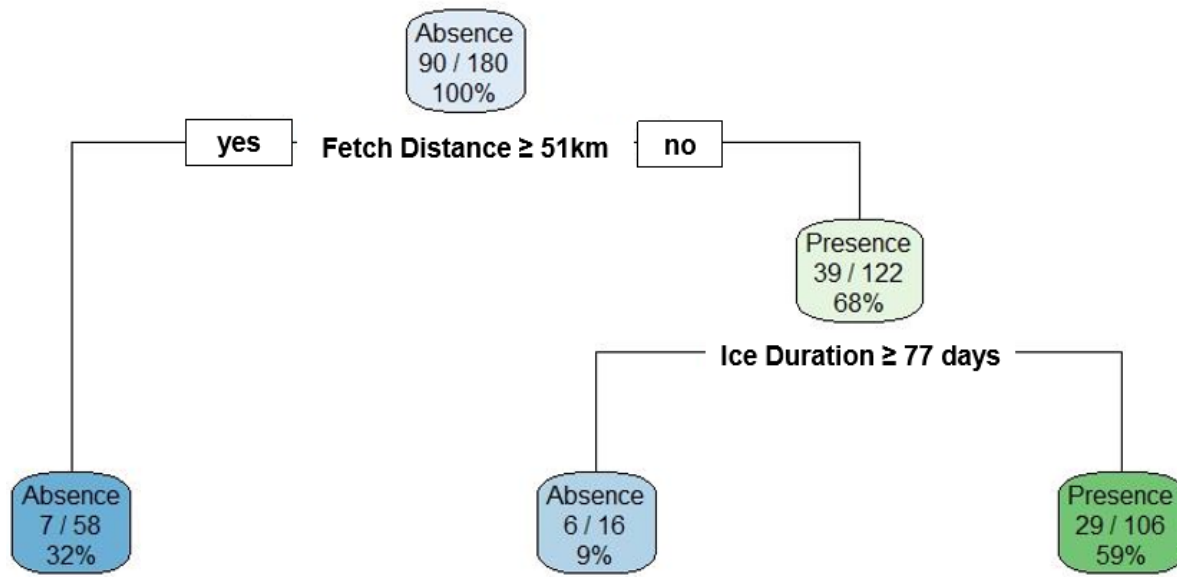 Absence
90 / 180
100%
yes
Fetch Distance ≥ 51km
no
Presence
39 / 122
68%
Ice Duration ≥ 77 days
Absence
7 / 58
32%
Absence
6 / 16
9%
Presence
29 / 106
59%